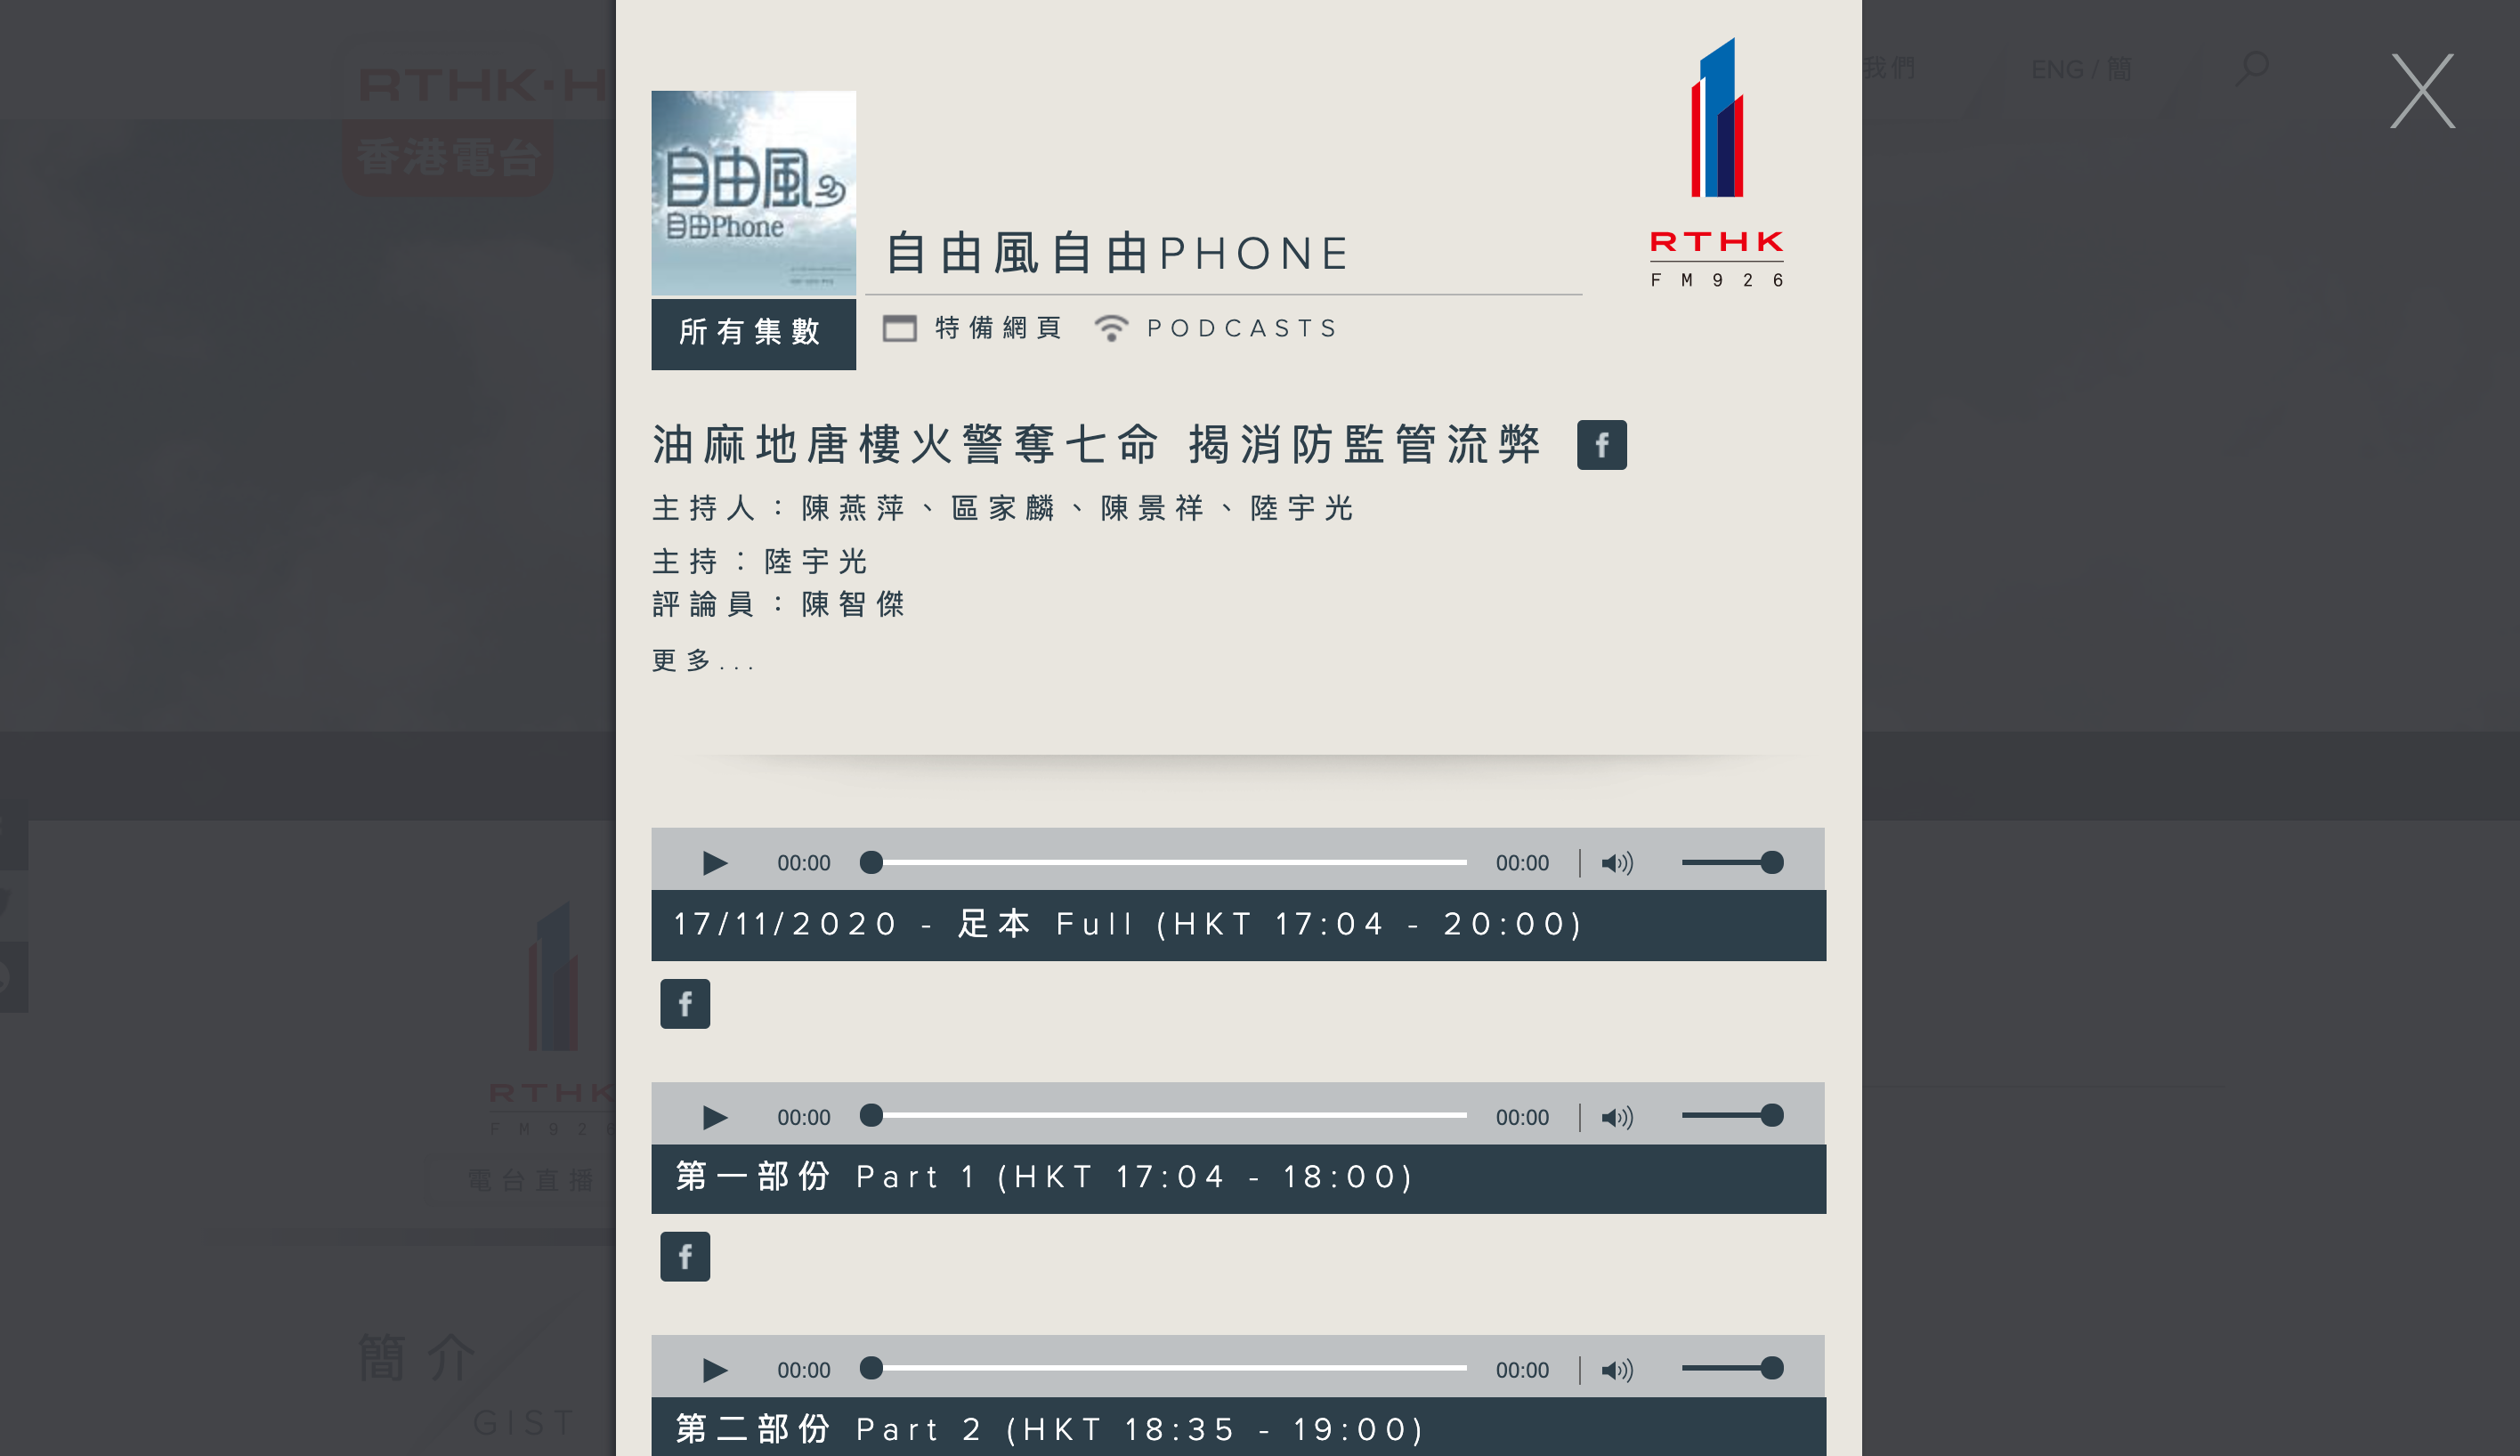 RTHK·H
香港電台
我們
ENG / 簡
X
自由風
自由Phone
自由風自由PHONE
RTHK
FM926
所有集數
特備網頁
PODCASTS
油麻地唐樓火警奪七命 揭消防監管流弊
主持人：陳燕萍、區家麟、陳景祥、陸宇光
主持：陸宇光
評論員：陳智傑
更多...
00:00 00:00
17/11/2020 - 足本 Full (HKT 17:04 - 20:00)
RTHK
FM926
電台直播
00:00 00:00
第一部份 Part 1 (HKT 17:04 - 18:00)
簡介
GIST
00:00 00:00
第二部份 Part 2 (HKT 18:35 - 19:00)